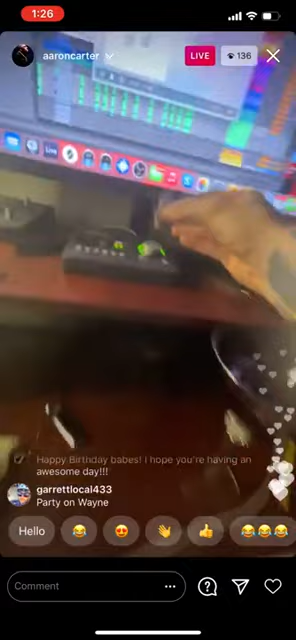 1:26
aaroncarter
LIVE
136
Happy Birthday babes! I hope you're having an
awesome day!!!
garrettlocal433
Party on Wayne
Hello
Comment